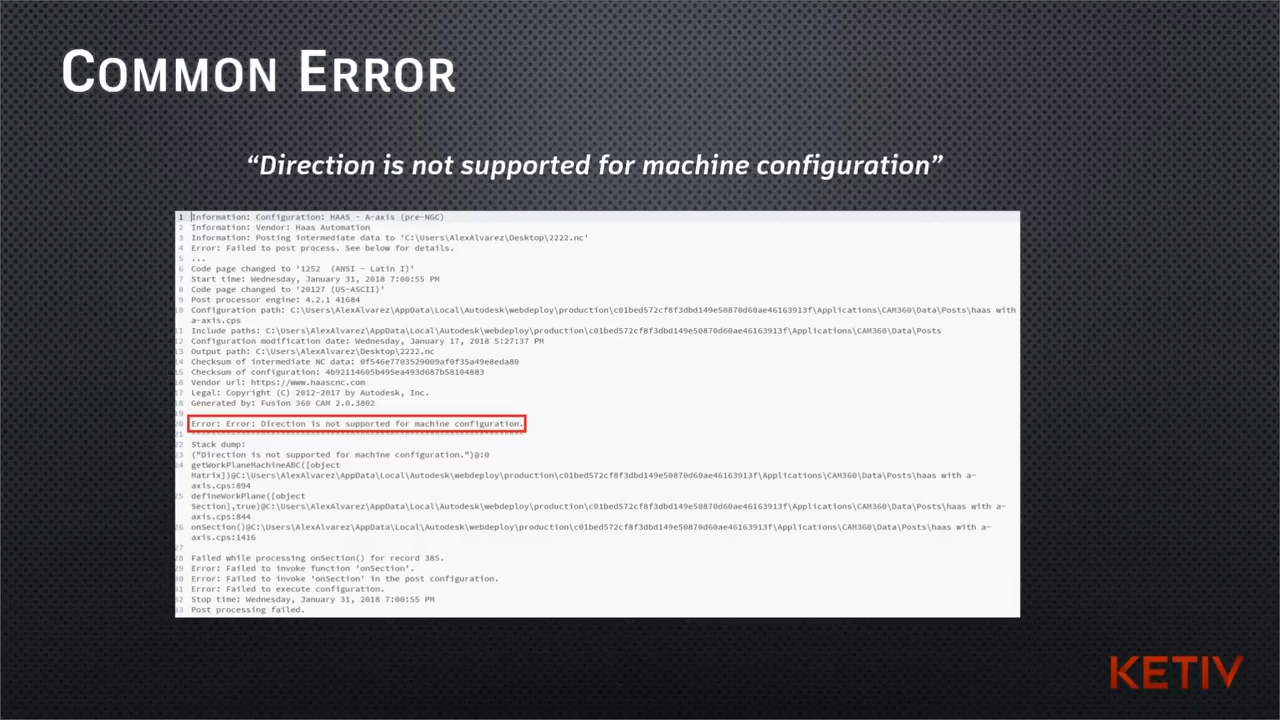 COMMON ERROR
“Direction is not supported for machine configuration”
1 Information: Configuration: HAAS - A-axis (pre-NGC)
2 Information: Vendor: Haas Automation
3 Information: Posting intermediate data to 'C:\Users\AlexAlvarez\Desktop\2222.nc'
4 Error: Failed to post process. See below for details.
5 ...
6 Code page changed to '1252  (ANSI - Latin I)'
7 Start time: Wednesday, January 31, 2018 7:00:55 PM
8 Code page changed to '20127 (US-ASCII)'
9 Post processor engine: 4.2.1 41684
10 Configuration path: C:\Users\AlexAlvarez\AppData\Local\Autodesk\webdeploy\production\c01bed572cf8f3dbd149e50870d60ae46163913f\Applications\CAM360\Data\Posts\haas with
a-axis.cps
11 Include paths: C:\Users\AlexAlvarez\AppData\Local\Autodesk\webdeploy\production\c01bed572cf8f3dbd149e50870d60ae46163913f\Applications\CAM360\Data\Posts
12 Configuration modification date: Wednesday, January 17, 2018 5:27:37 PM
13 Output path: C:\Users\AlexAlvarez\Desktop\2222.nc
14 Checksum of intermediate NC data: 0f546e7703529009af0f35a49e8eda80
15 Checksum of configuration: 4b92114605b495ea493d687b58104883
16 Vendor url: https://www.haascnc.com
17 Legal: Copyright (C) 2012-2017 by Autodesk, Inc.
18 Generated by: Fusion 360 CAM 2.0.3802
19
20 Error: Error: Direction is not supported for machine configuration.
21
22 Stack dump:
23 ("Direction is not supported for machine configuration.")@:0
24 getWorkPlaneMachineABC([object
Matrix])@C:\Users\AlexAlvarez\AppData\Local\Autodesk\webdeploy\production\c01bed572cf8f3dbd149e50870d60ae46163913f\Applications\CAM360\Data\Posts\haas with a-
axis.cps:894
25 defineWorkPlane([object
Section],true)@C:\Users\AlexAlvarez\AppData\Local\Autodesk\webdeploy\production\c01bed572cf8f3dbd149e50870d60ae46163913f\Applications\CAM360\Data\Posts\haas with a-
axis.cps:844
26 onSection()@C:\Users\AlexAlvarez\AppData\Local\Autodesk\webdeploy\production\c01bed572cf8f3dbd149e50870d60ae46163913f\Applications\CAM360\Data\Posts\haas with a-
axis.cps:1416
27
28 Failed while processing onSection() for record 385.
29 Error: Failed to invoke function 'onSection'.
30 Error: Failed to invoke 'onSection' in the post configuration.
31 Error: Failed to execute configuration.
32 Stop time: Wednesday, January 31, 2018 7:00:55 PM
33 Post processing failed.
KETIV